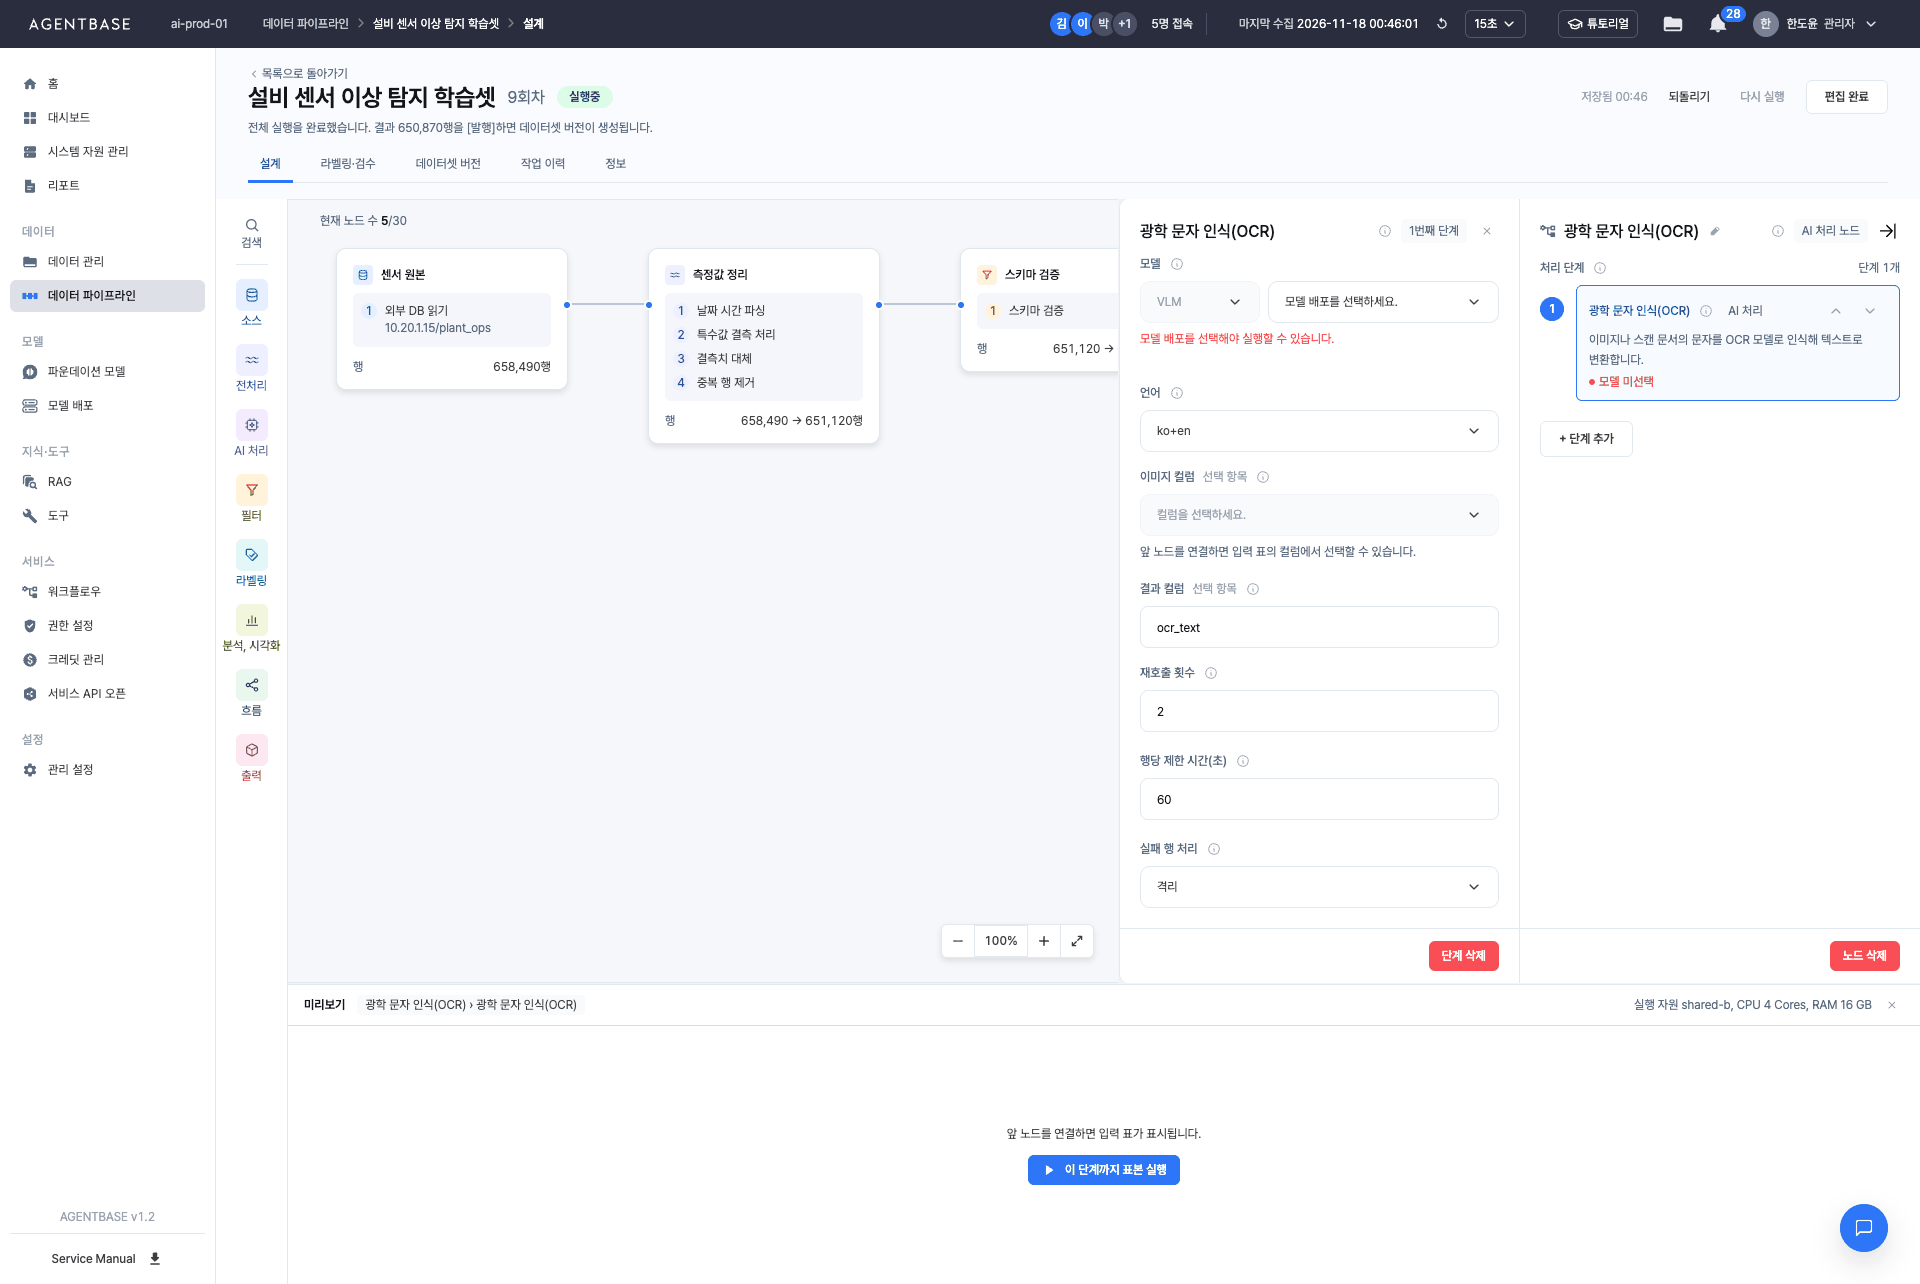 AGENTBASE
ai-prod-01
데이터 파이프라인 > 설비 센서 이상 탐지 학습셋 > 설계
김 이 박 +1 5명 접속
마지막 수집 2026-11-18 00:46:01
15초
튜토리얼
28
한 한도윤 관리자
홈
대시보드
시스템 자원 관리
리포트
데이터
데이터 관리
데이터 파이프라인
모델
파운데이션 모델
모델 배포
지식·도구
RAG
도구
서비스
워크플로우
권한 설정
크레딧 관리
서비스 API 오픈
설정
관리 설정
AGENTBASE v1.2
Service Manual
목록으로 돌아가기
설비 센서 이상 탐지 학습셋 9회차 실행중
전체 실행을 완료했습니다. 결과 650,870행을 [발행]하면 데이터셋 버전이 생성됩니다.
저장됨 00:46 되돌리기 다시 실행 편집 완료
설계 라벨링·검수 데이터셋 버전 작업 이력 정보
검색
소스
전처리
AI 처리
필터
라벨링
분석, 시각화
흐름
출력
현재 노드 수 5/30
센서 원본
1 외부 DB 읽기
10.20.1.15/plant_ops
행 658,490행
측정값 정리
1 날짜 시간 파싱
2 특수값 결측 처리
3 결측치 대체
4 중복 행 제거
행 658,490 → 651,120행
스키마 검증
1 스키마 검증
행 651,120 →
100%
광학 문자 인식(OCR) 1번째 단계
모델
VLM 모델 배포를 선택하세요.
모델 배포를 선택해야 실행할 수 있습니다.
언어
ko+en
이미지 컬럼 선택 항목
컬럼을 선택하세요.
앞 노드를 연결하면 입력 표의 컬럼에서 선택할 수 있습니다.
결과 컬럼 선택 항목
ocr_text
재호출 횟수
2
행당 제한 시간(초)
60
실패 행 처리
격리
단계 삭제
광학 문자 인식(OCR) AI 처리 노드
처리 단계 단계 1개
1 광학 문자 인식(OCR) AI 처리
이미지나 스캔 문서의 문자를 OCR 모델로 인식해 텍스트로
변환합니다.
모델 미선택
+ 단계 추가
노드 삭제
미리보기 광학 문자 인식(OCR) › 광학 문자 인식(OCR)
실행 자원 shared-b, CPU 4 Cores, RAM 16 GB
앞 노드를 연결하면 입력 표가 표시됩니다.
이 단계까지 표본 실행